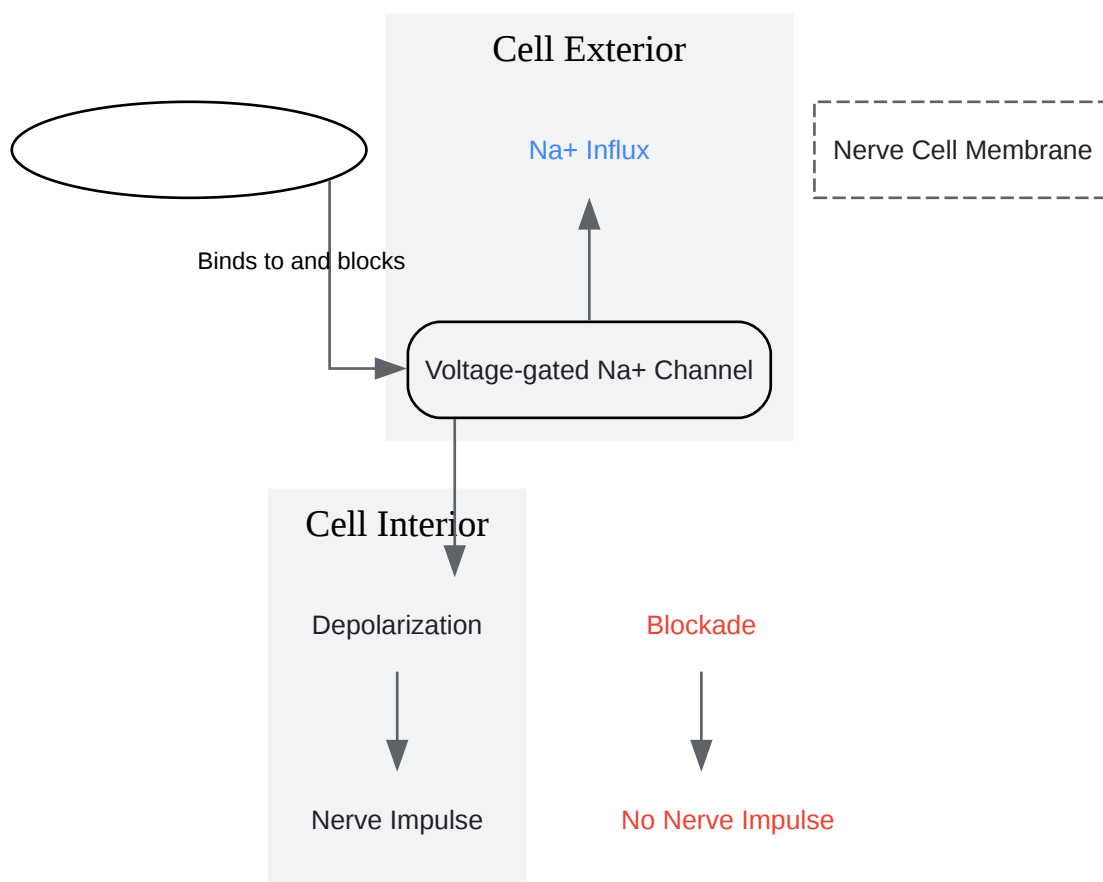 Cell Exterior
Na+ Influx
Nerve Cell Membrane
Binds to and blocks
Voltage-gated Na+ Channel
Cell Interior
Depolarization
Blockade
Nerve Impulse
No Nerve Impulse